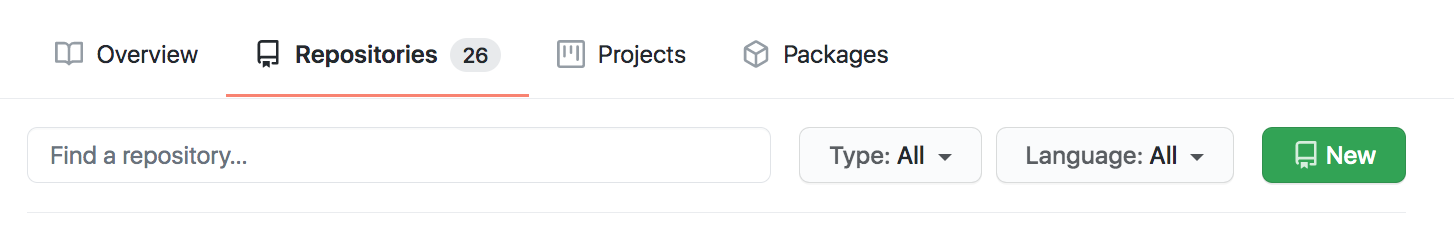 Overview Repositories 26 Projects Packages
Find a repository... Type: All Language: All New